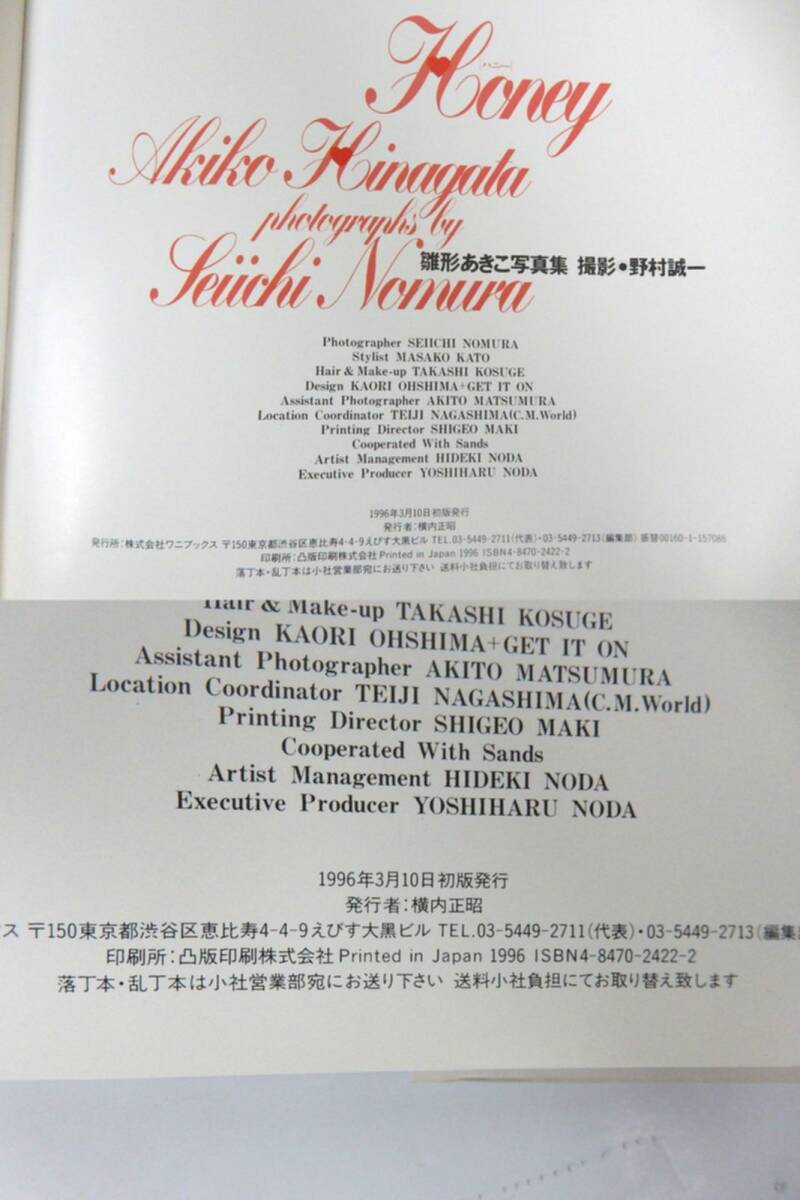 Honey
[ハニー]
Akiko Hinagata
photographs by
Seiichi Nomura
雛形あきこ写真集 撮影●野村誠一
Photographer SEIICHI NOMURA
Stylist MASAKO KATO
Hair & Make-up TAKASHI KOSUGE
Design KAORI OHSHIMA+GET IT ON
Assistant Photographer AKITO MATSUMURA
Location Coordinator TEIJI NAGASHIMA(C.M.World)
Printing Director SHIGEO MAKI
Cooperated With Sands
Artist Management HIDEKI NODA
Executive Producer YOSHIHARU NODA
1996年3月10日初版発行
発行者:横内正昭
発行所:株式会社ワニブックス 〒150東京都渋谷区恵比寿4-4-9えびす大黒ビル TEL.03-5449-2711(代表)・03-5449-2713(編集部) 振替00160-1-157086
印刷所:凸版印刷株式会社Printed in Japan 1996 ISBN4-8470-2422-2
落丁本・乱丁本は小社営業部宛にお送り下さい 送料小社負担にてお取り替え致します
Hair & Make-up TAKASHI KOSUGE
Design KAORI OHSHIMA+GET IT ON
Assistant Photographer AKITO MATSUMURA
Location Coordinator TEIJI NAGASHIMA(C.M.World)
Printing Director SHIGEO MAKI
Cooperated With Sands
Artist Management HIDEKI NODA
Executive Producer YOSHIHARU NODA
1996年3月10日初版発行
発行者:横内正昭
ス 〒150東京都渋谷区恵比寿4-4-9えびす大黒ビル TEL.03-5449-2711(代表)・03-5449-2713(編集
印刷所:凸版印刷株式会社Printed in Japan 1996 ISBN4-8470-2422-2
落丁本・乱丁本は小社営業部宛にお送り下さい 送料小社負担にてお取り替え致します